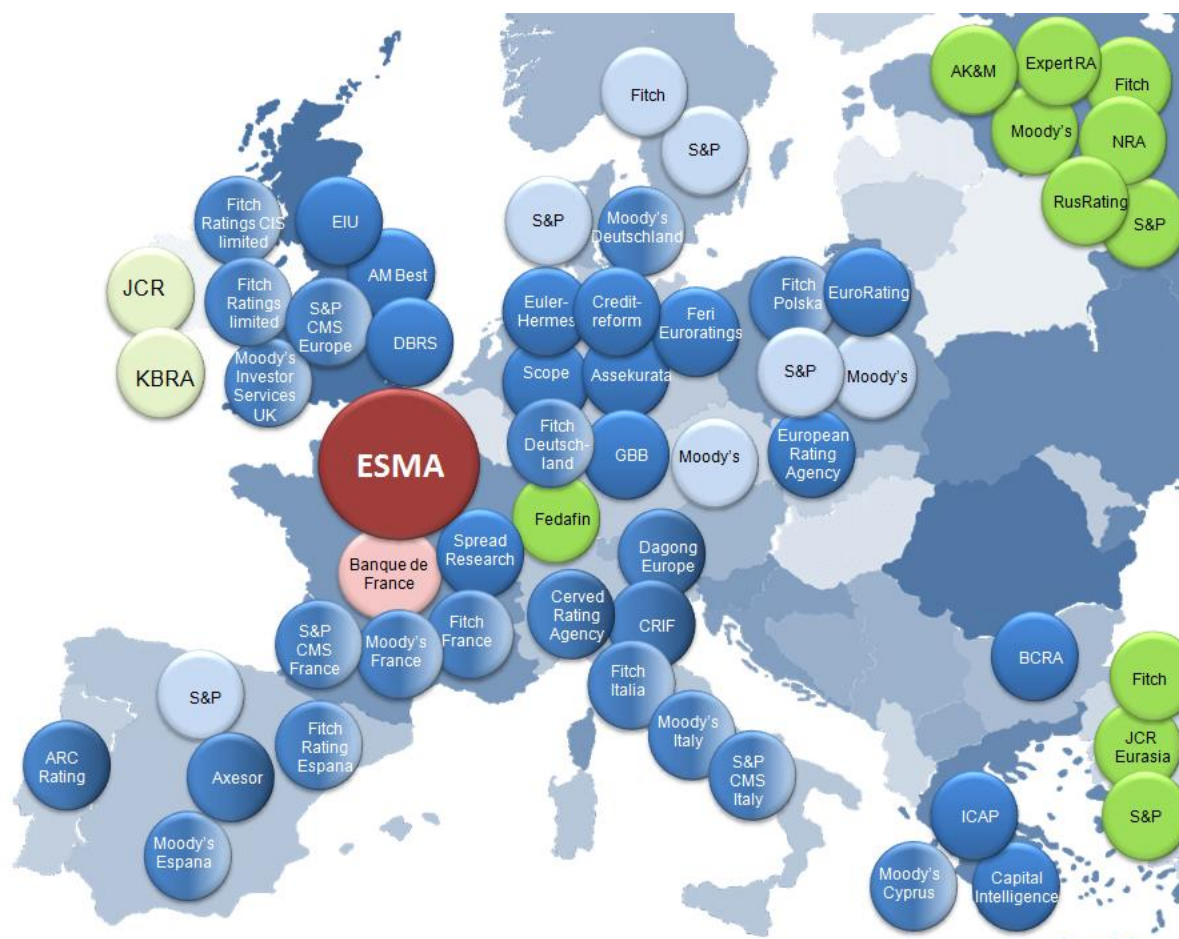 AK&M
Expert RA
Fitch
Moody's
NRA
RusRating
S&P
Fitch
S&P
S&P
Moody's
Deutschland
Fitch
Ratings CIS
limited
EIU
JCR
AM Best
Fitch
Ratings
limited
S&P
CMS
Europe
DBRS
KBRA
Moody's
Investor
Services
UK
Euler-
Hermes
Credit-
reform
Feri
Euroratings
Fitch
Polska
EuroRating
Scope
Assekurata
S&P
Moody's
ESMA
Fitch
Deutsch-
land
GBB
Moody's
European
Rating
Agency
Fedafin
Banque de
France
Spread
Research
Dagong
Europe
Cerved
Rating
Agency
CRIF
S&P
CMS
France
Moody's
France
Fitch
France
Fitch
Italia
BCRA
Fitch
S&P
Moody's
Italy
JCR
Eurasia
ARC
Rating
Axesor
Fitch
Rating
Espana
S&P
CMS
Italy
S&P
ICAP
Moody's
Espana
Moody's
Cyprus
Capital
Intelligence